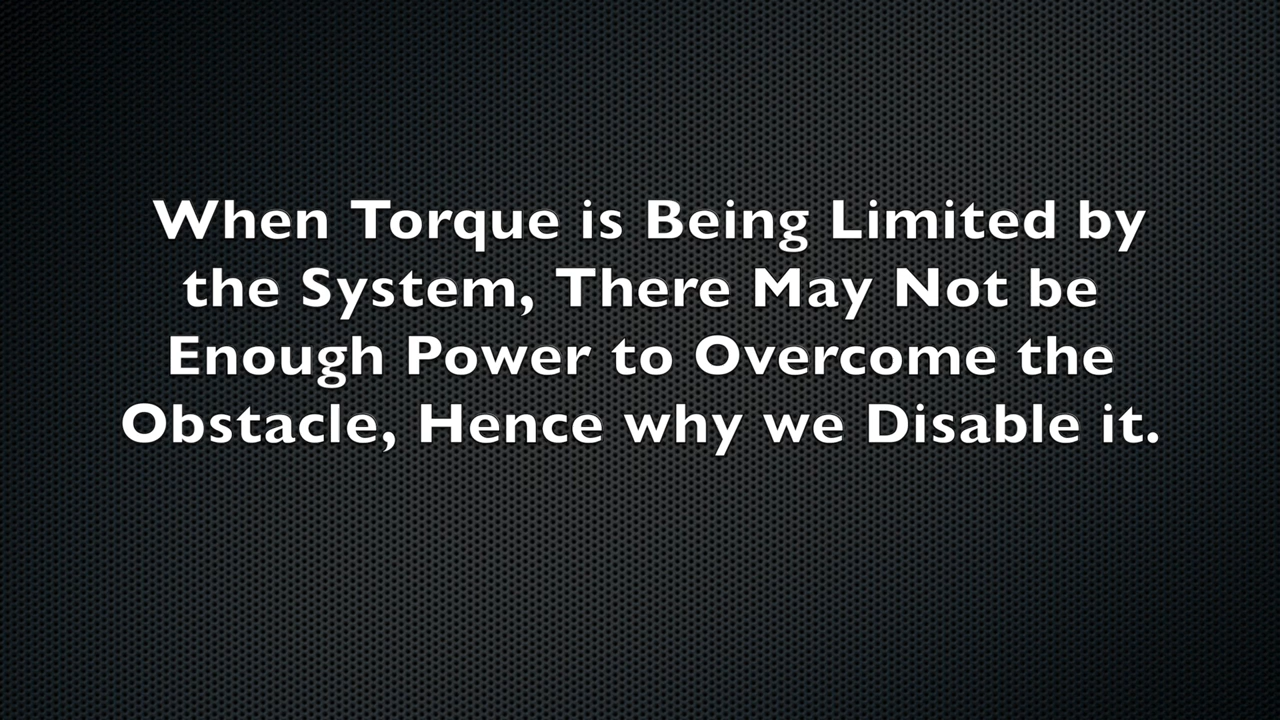 When Torque is Being Limited by
the System, There May Not be
Enough Power to Overcome the
Obstacle, Hence why we Disable it.